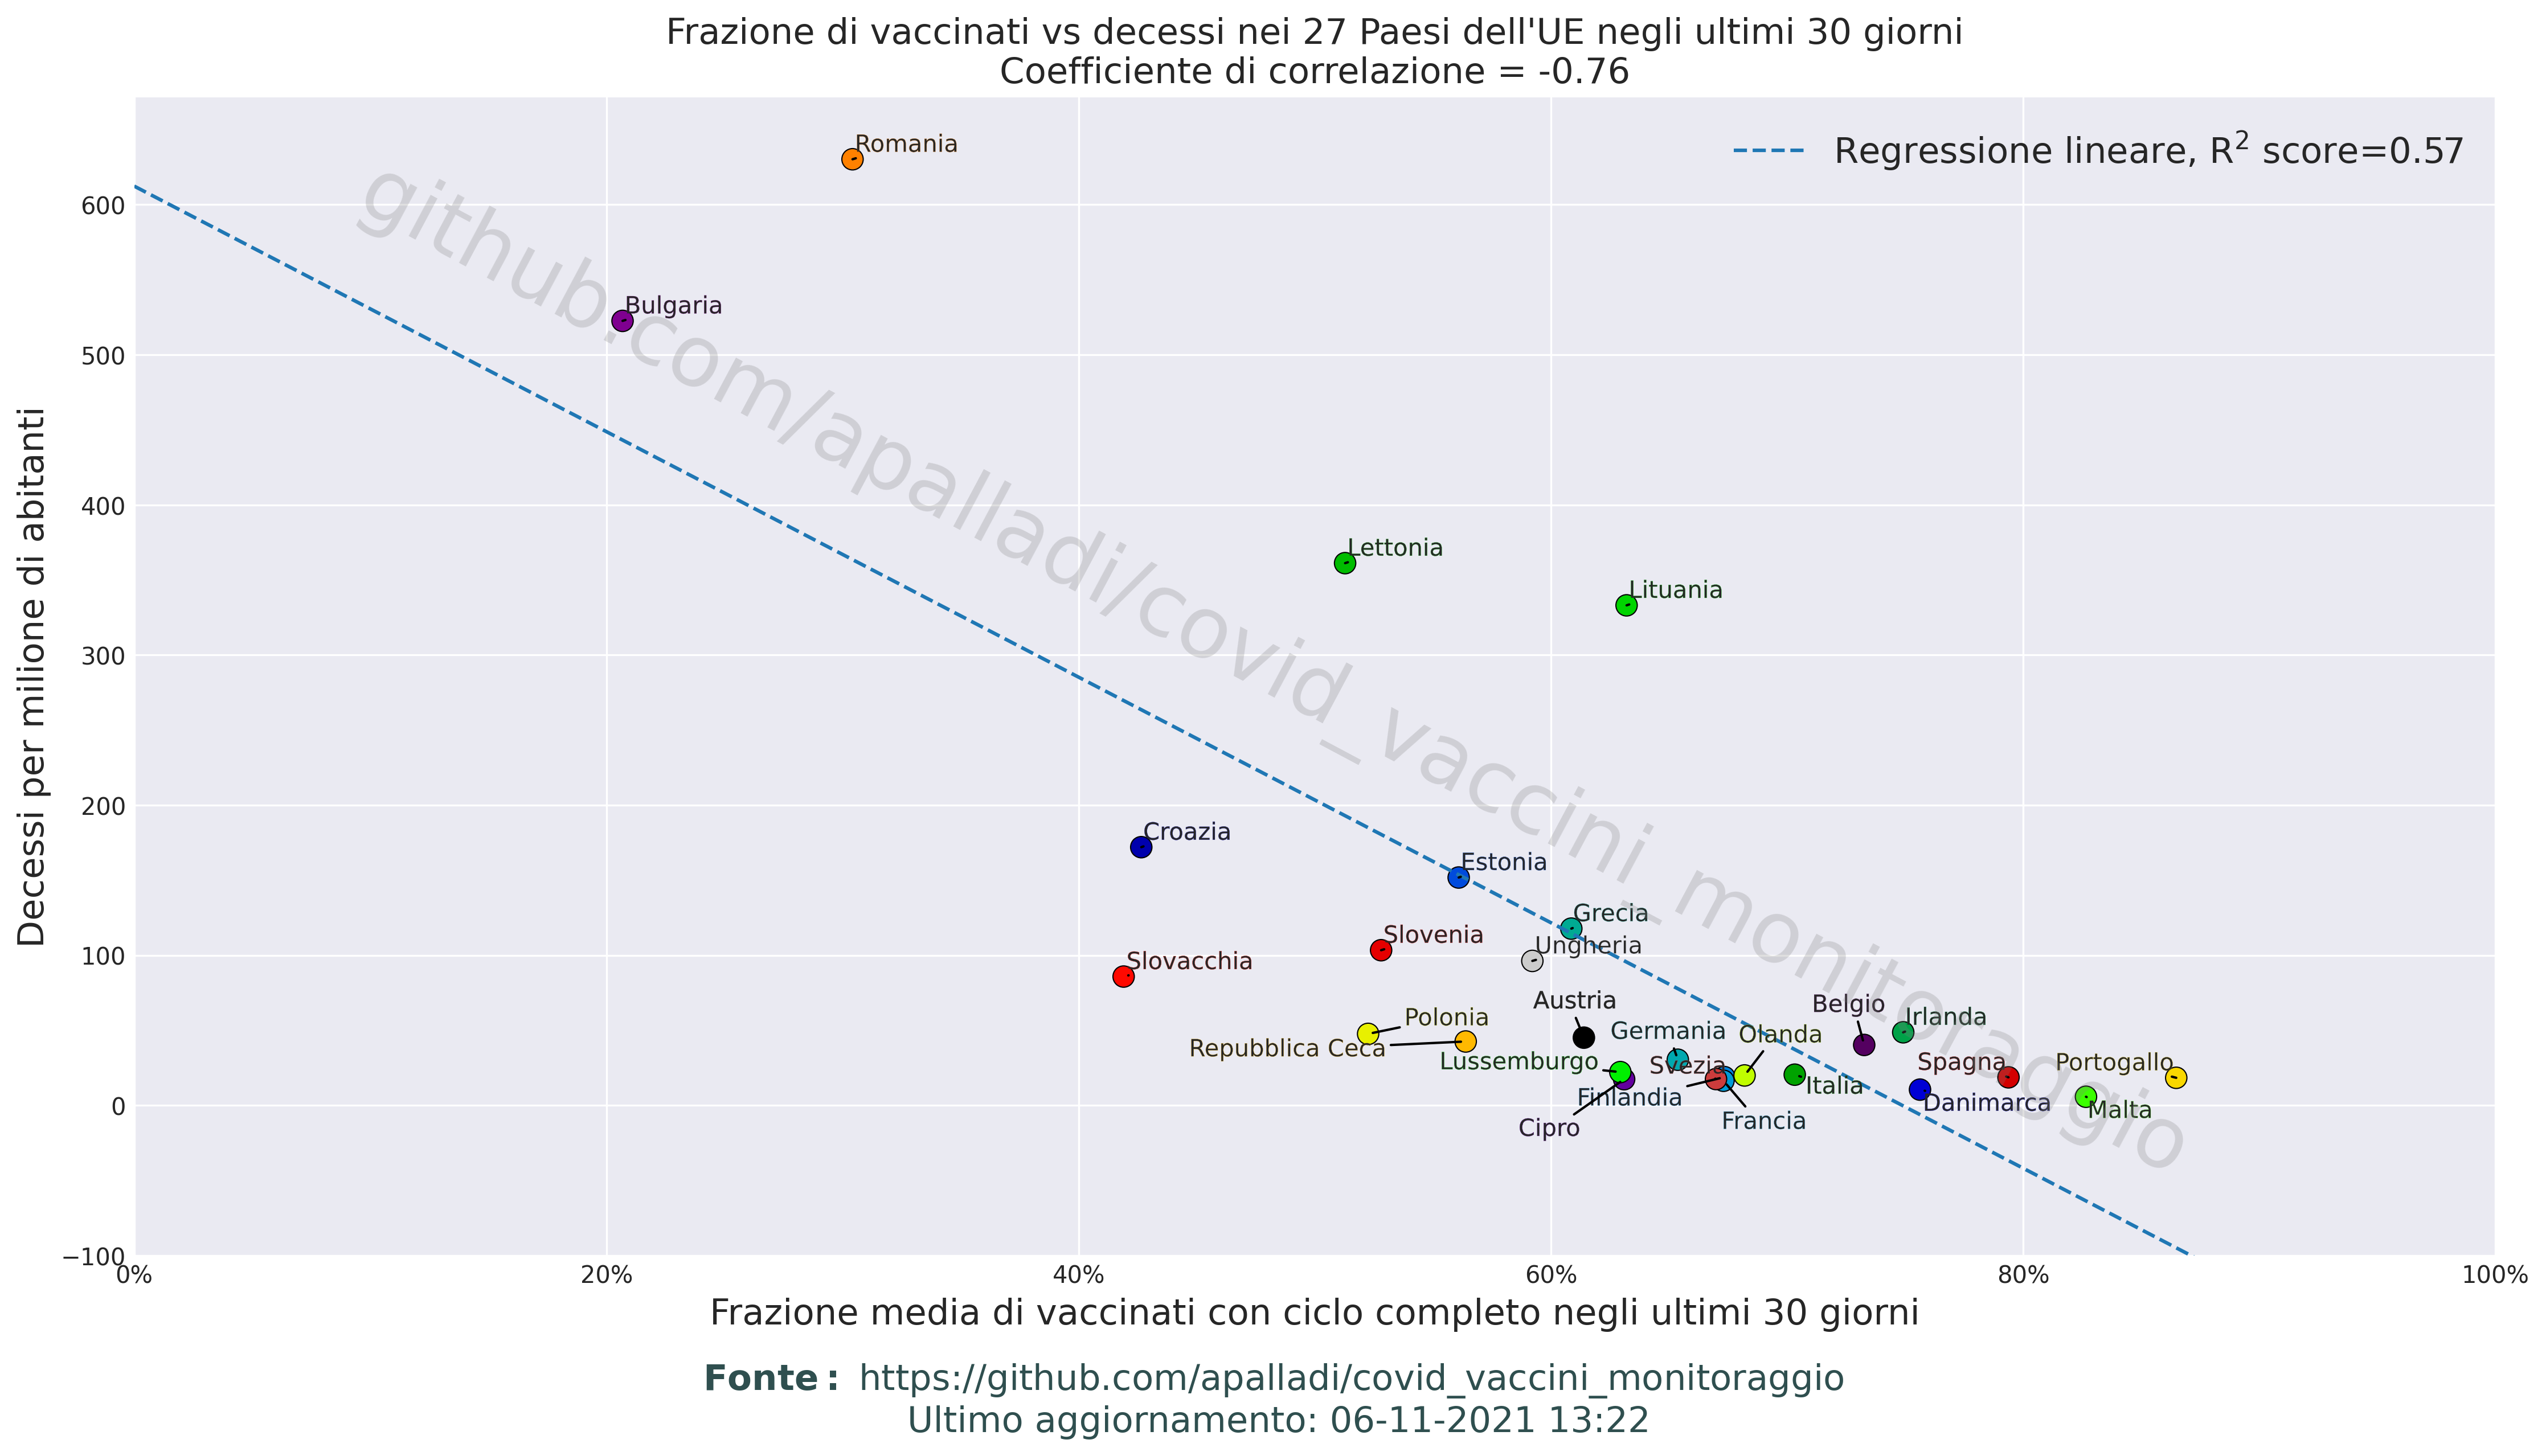 Frazione di vaccinati vs decessi nei 27 Paesi dell'UE negli ultimi 30 giorni
Coefficiente di correlazione = -0.76
Regressione lineare, R² score=0.57
github.com/apalladi/covid_vaccini_monitoraggio
Decessi per milione di abitanti
600
500
400
300
200
100
0
−100
Romania
Bulgaria
Lettonia
Lituania
Croazia
Estonia
Grecia
Slovenia
Ungheria
Slovacchia
Austria
Belgio
Irlanda
Polonia
Germania
Olanda
Repubblica Ceca
Lussemburgo
Svezia
Spagna
Portogallo
Finlandia
Italia
Danimarca
Malta
Cipro
Francia
0%
20%
40%
60%
80%
100%
Frazione media di vaccinati con ciclo completo negli ultimi 30 giorni
Fonte: https://github.com/apalladi/covid_vaccini_monitoraggio
Ultimo aggiornamento: 06-11-2021 13:22